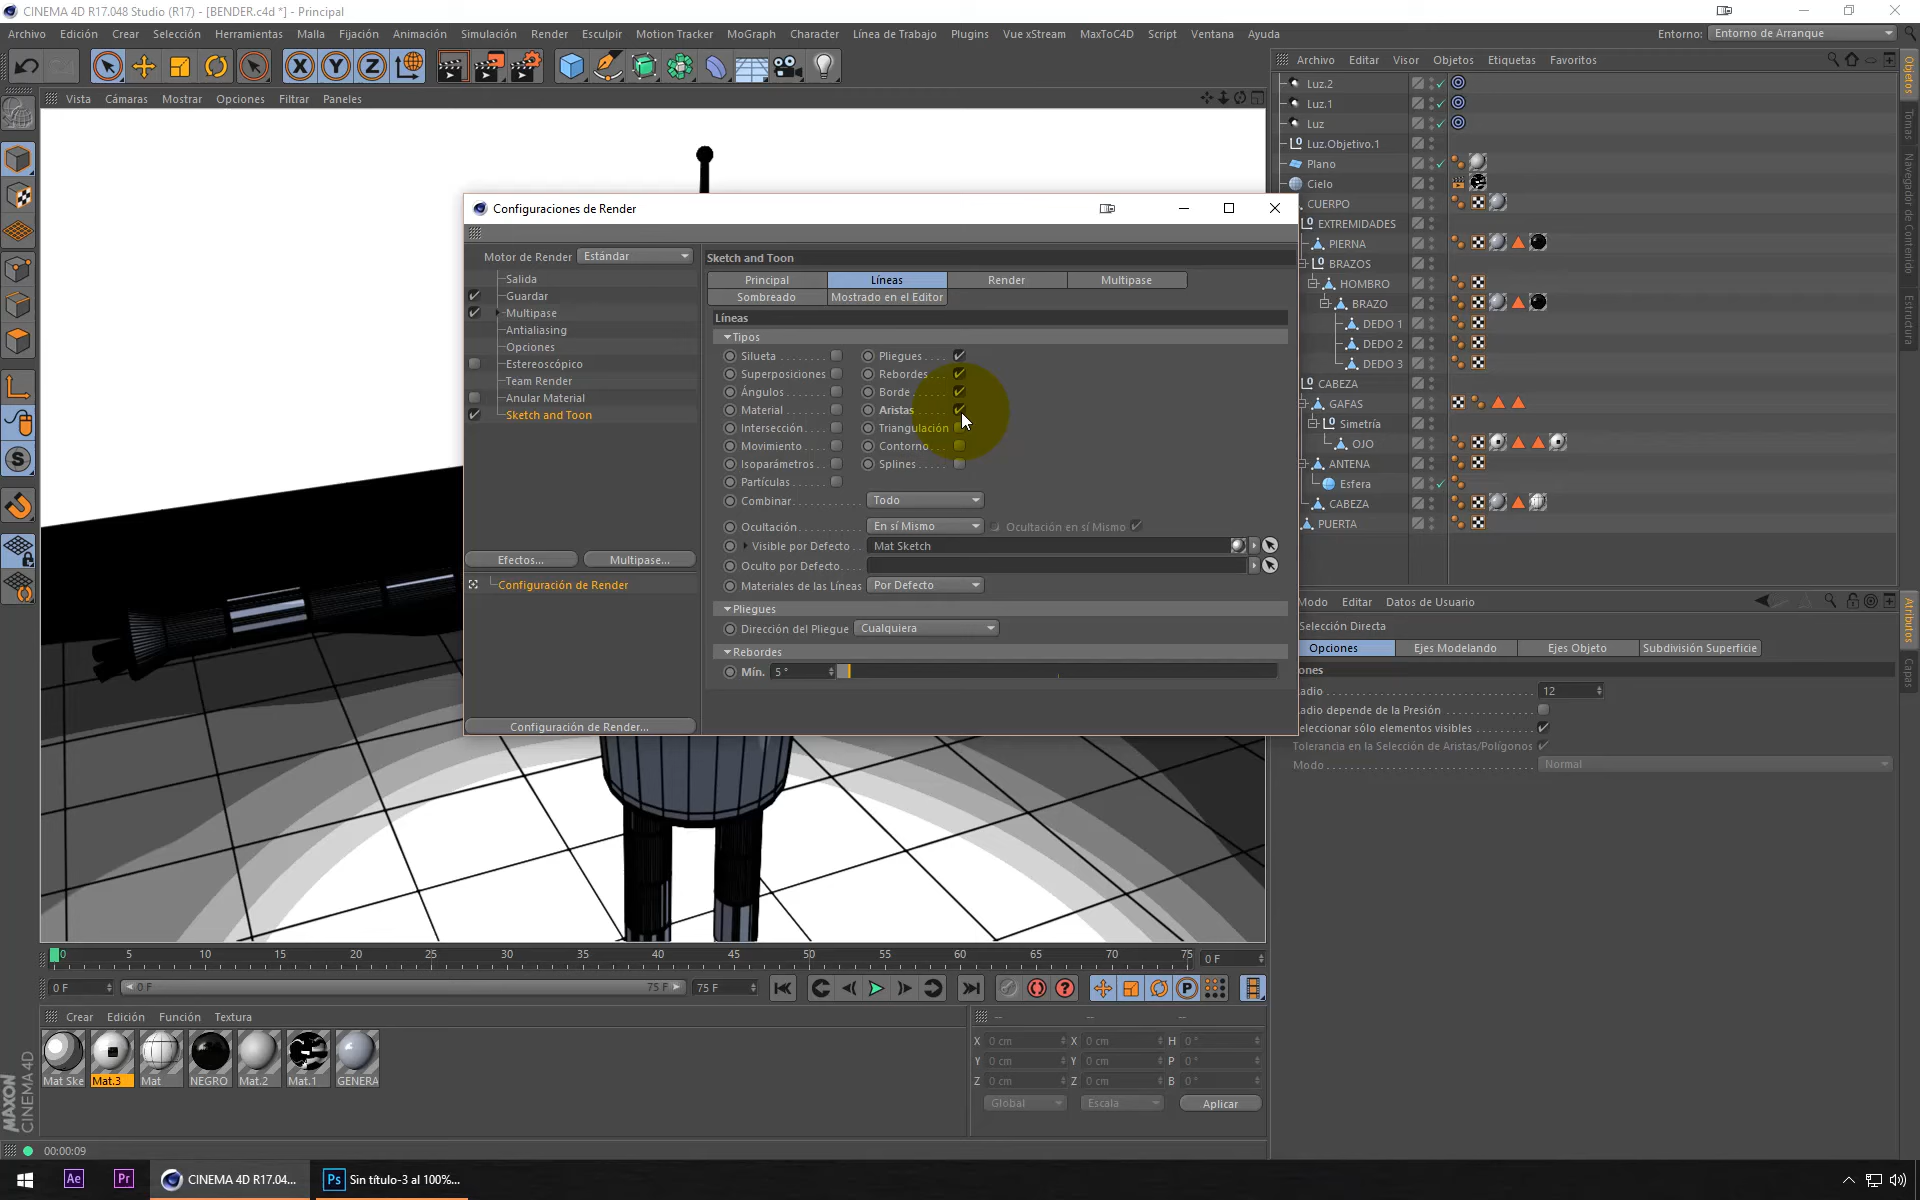 CINEMA 4D R17.048 Studio (R17) - [BENDER.c4d *] - Principal
Archivo Edición Crear Selección Herramientas Malla Fijación Animación Simulación Render Esculpir Motion Tracker MoGraph Character Línea de Trabajo Plugins Vue xStream MaxToC4D Script Ventana Ayuda Entorno: Entorno de Arranque
Archivo Editar Visor Objetos Etiquetas Favoritos
Vista Cámaras Mostrar Opciones Filtrar Paneles
Luz.2
Luz.1
Luz
Luz.Objetivo.1
Plano
Cielo
CUERPO
EXTREMIDADES
PIERNA
BRAZOS
HOMBRO
BRAZO
DEDO 1
DEDO 2
DEDO 3
CABEZA
GAFAS
Simetría
OJO
ANTENA
Esfera
CABEZA
PUERTA
Objetos
Tomas
Navegador de Contenido
Estructura
Configuraciones de Render
Motor de Render Estándar
Salida
Guardar
Multipase
Antialiasing
Opciones
Estereoscópico
Team Render
Anular Material
Sketch and Toon
Efectos... Multipase...
Configuración de Render
Configuración de Render...
Sketch and Toon
Principal Líneas Render Multipase
Sombreado Mostrado en el Editor
Líneas
Tipos
Silueta Pliegues
Superposiciones Rebordes
Ángulos Borde
Material Aristas
Intersección Triangulación
Movimiento Contorno
Isoparámetros Splines
Partículas
Combinar Todo
Ocultación En sí Mismo Ocultación en sí Mismo
Visible por Defecto Mat Sketch
Oculto por Defecto
Materiales de las Líneas Por Defecto
Pliegues
Dirección del Pliegue Cualquiera
Rebordes
Mín. 5 °
Modo Editar Datos de Usuario
Selección Directa
Opciones Ejes Modelando Ejes Objeto Subdivisión Superficie
ones
adio 12
adio depende de la Presión
eleccionar sólo elementos visibles
Tolerancia en la Selección de Aristas/Polígonos
Modo Normal
Atributos
Capas
0 5 10 15 20 25 30 35 40 45 50 55 60 65 70 75 0 F
0 F 0 F 75 F 75 F
Crear Edición Función Textura
Mat Ske Mat.3 Mat NEGRO Mat.2 Mat.1 GENERA
-- -- --
X 0 cm X 0 cm H 0 °
Y 0 cm Y 0 cm P 0 °
Z 0 cm Z 0 cm B 0 °
Global Escala Aplicar
MAXON
CINEMA 4D
00:00:09
Ae Pr CINEMA 4D R17.04... Ps Sin título-3 al 100%...